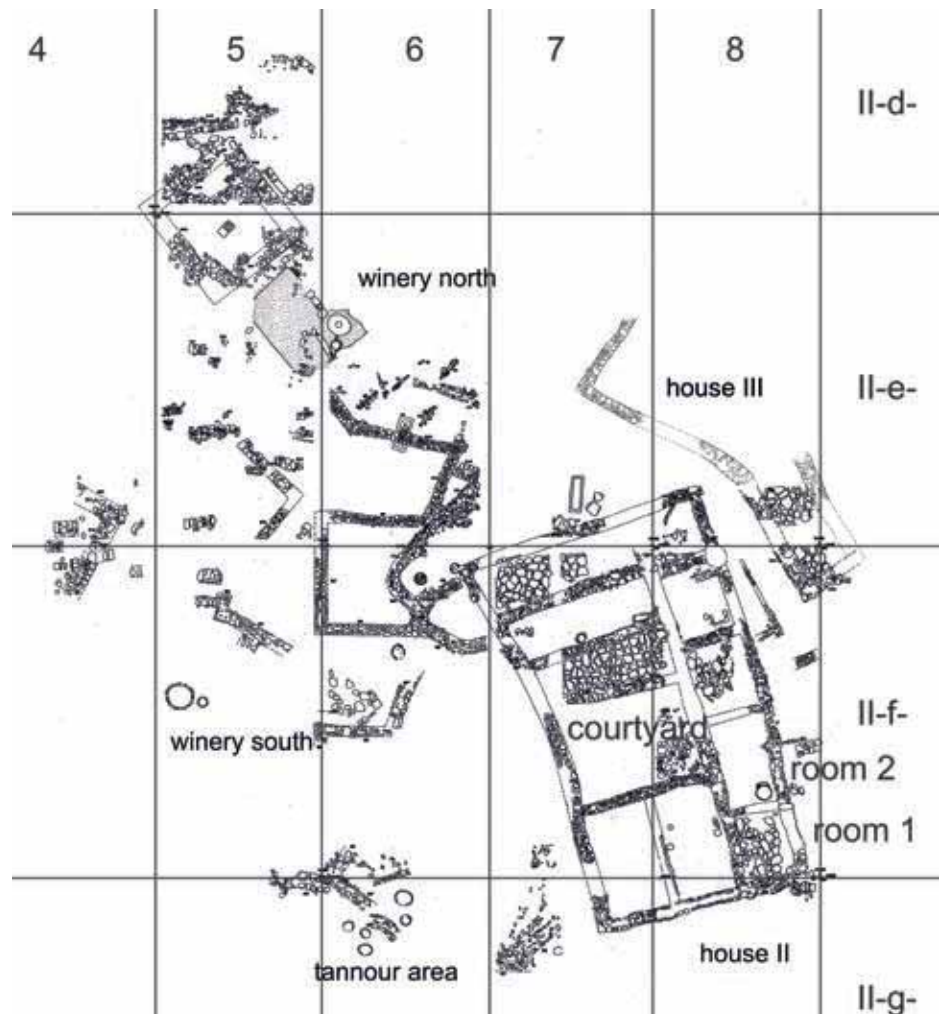 4 5 6 7 8
II-d-
winery north
house III
II-e-
winery south
courtyard
II-f-
room 2
room 1
tannour area
house II
II-g-